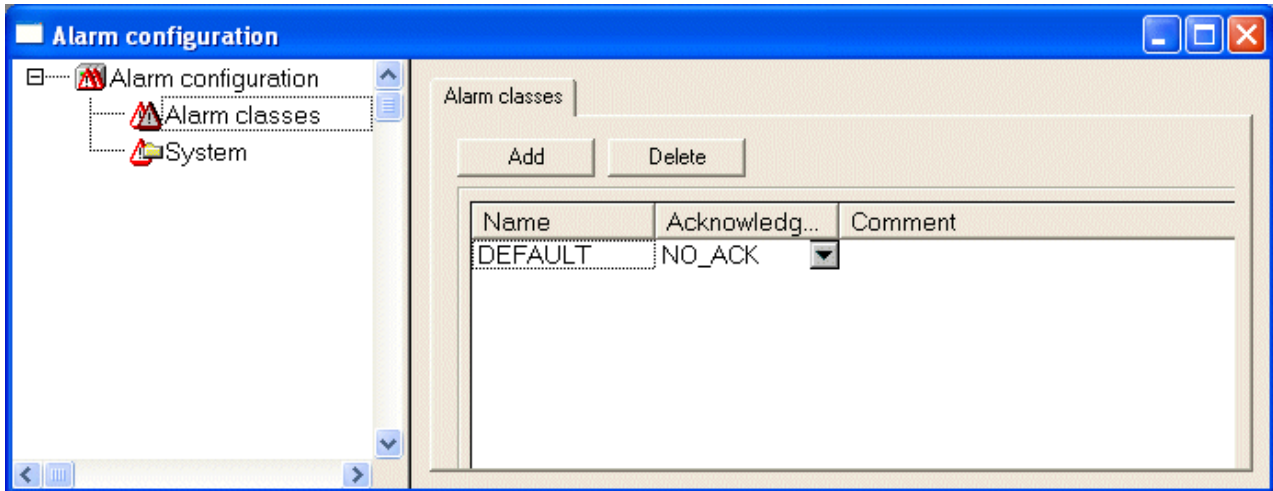 Alarm configuration
Alarm configuration
Alarm classes
System
Alarm classes
Add Delete
Name Acknowledg... Comment
DEFAULT NO_ACK